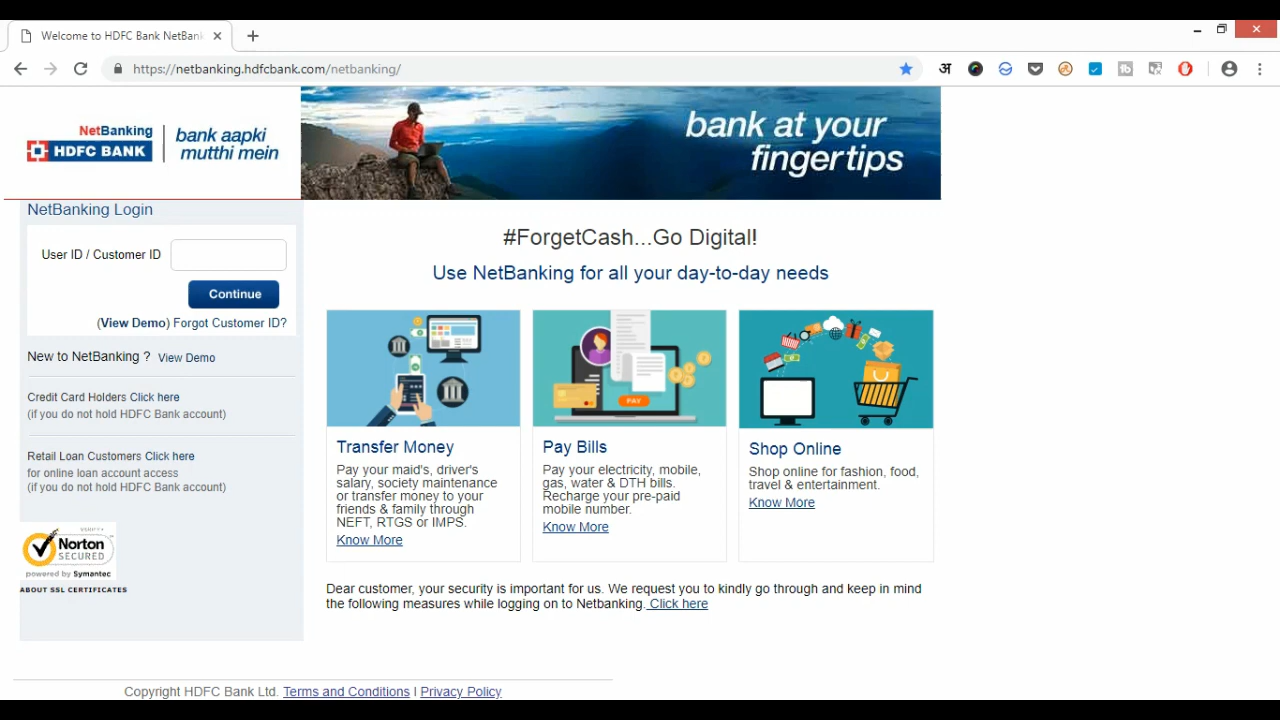 Welcome to HDFC Bank NetBank
https://netbanking.hdfcbank.com/netbanking/
अ
NetBanking
HDFC BANK
bank aapki
mutthi mein
bank at your
fingertips
NetBanking Login
User ID / Customer ID
Continue
(View Demo) Forgot Customer ID?
New to NetBanking ? View Demo
Credit Card Holders Click here
(if you do not hold HDFC Bank account)
Retail Loan Customers Click here
for online loan account access
(if you do not hold HDFC Bank account)
VERIFY
Norton
SECURED
powered by Symantec
ABOUT SSL CERTIFICATES
#ForgetCash...Go Digital!
Use NetBanking for all your day-to-day needs
Transfer Money
Pay your maid's, driver's
salary, society maintenance
or transfer money to your
friends & family through
NEFT, RTGS or IMPS.
Know More
PAY
Pay Bills
Pay your electricity, mobile,
gas, water & DTH bills.
Recharge your pre-paid
mobile number.
Know More
Shop Online
Shop online for fashion, food,
travel & entertainment.
Know More
Dear customer, your security is important for us. We request you to kindly go through and keep in mind
the following measures while logging on to Netbanking. Click here
Copyright HDFC Bank Ltd. Terms and Conditions | Privacy Policy